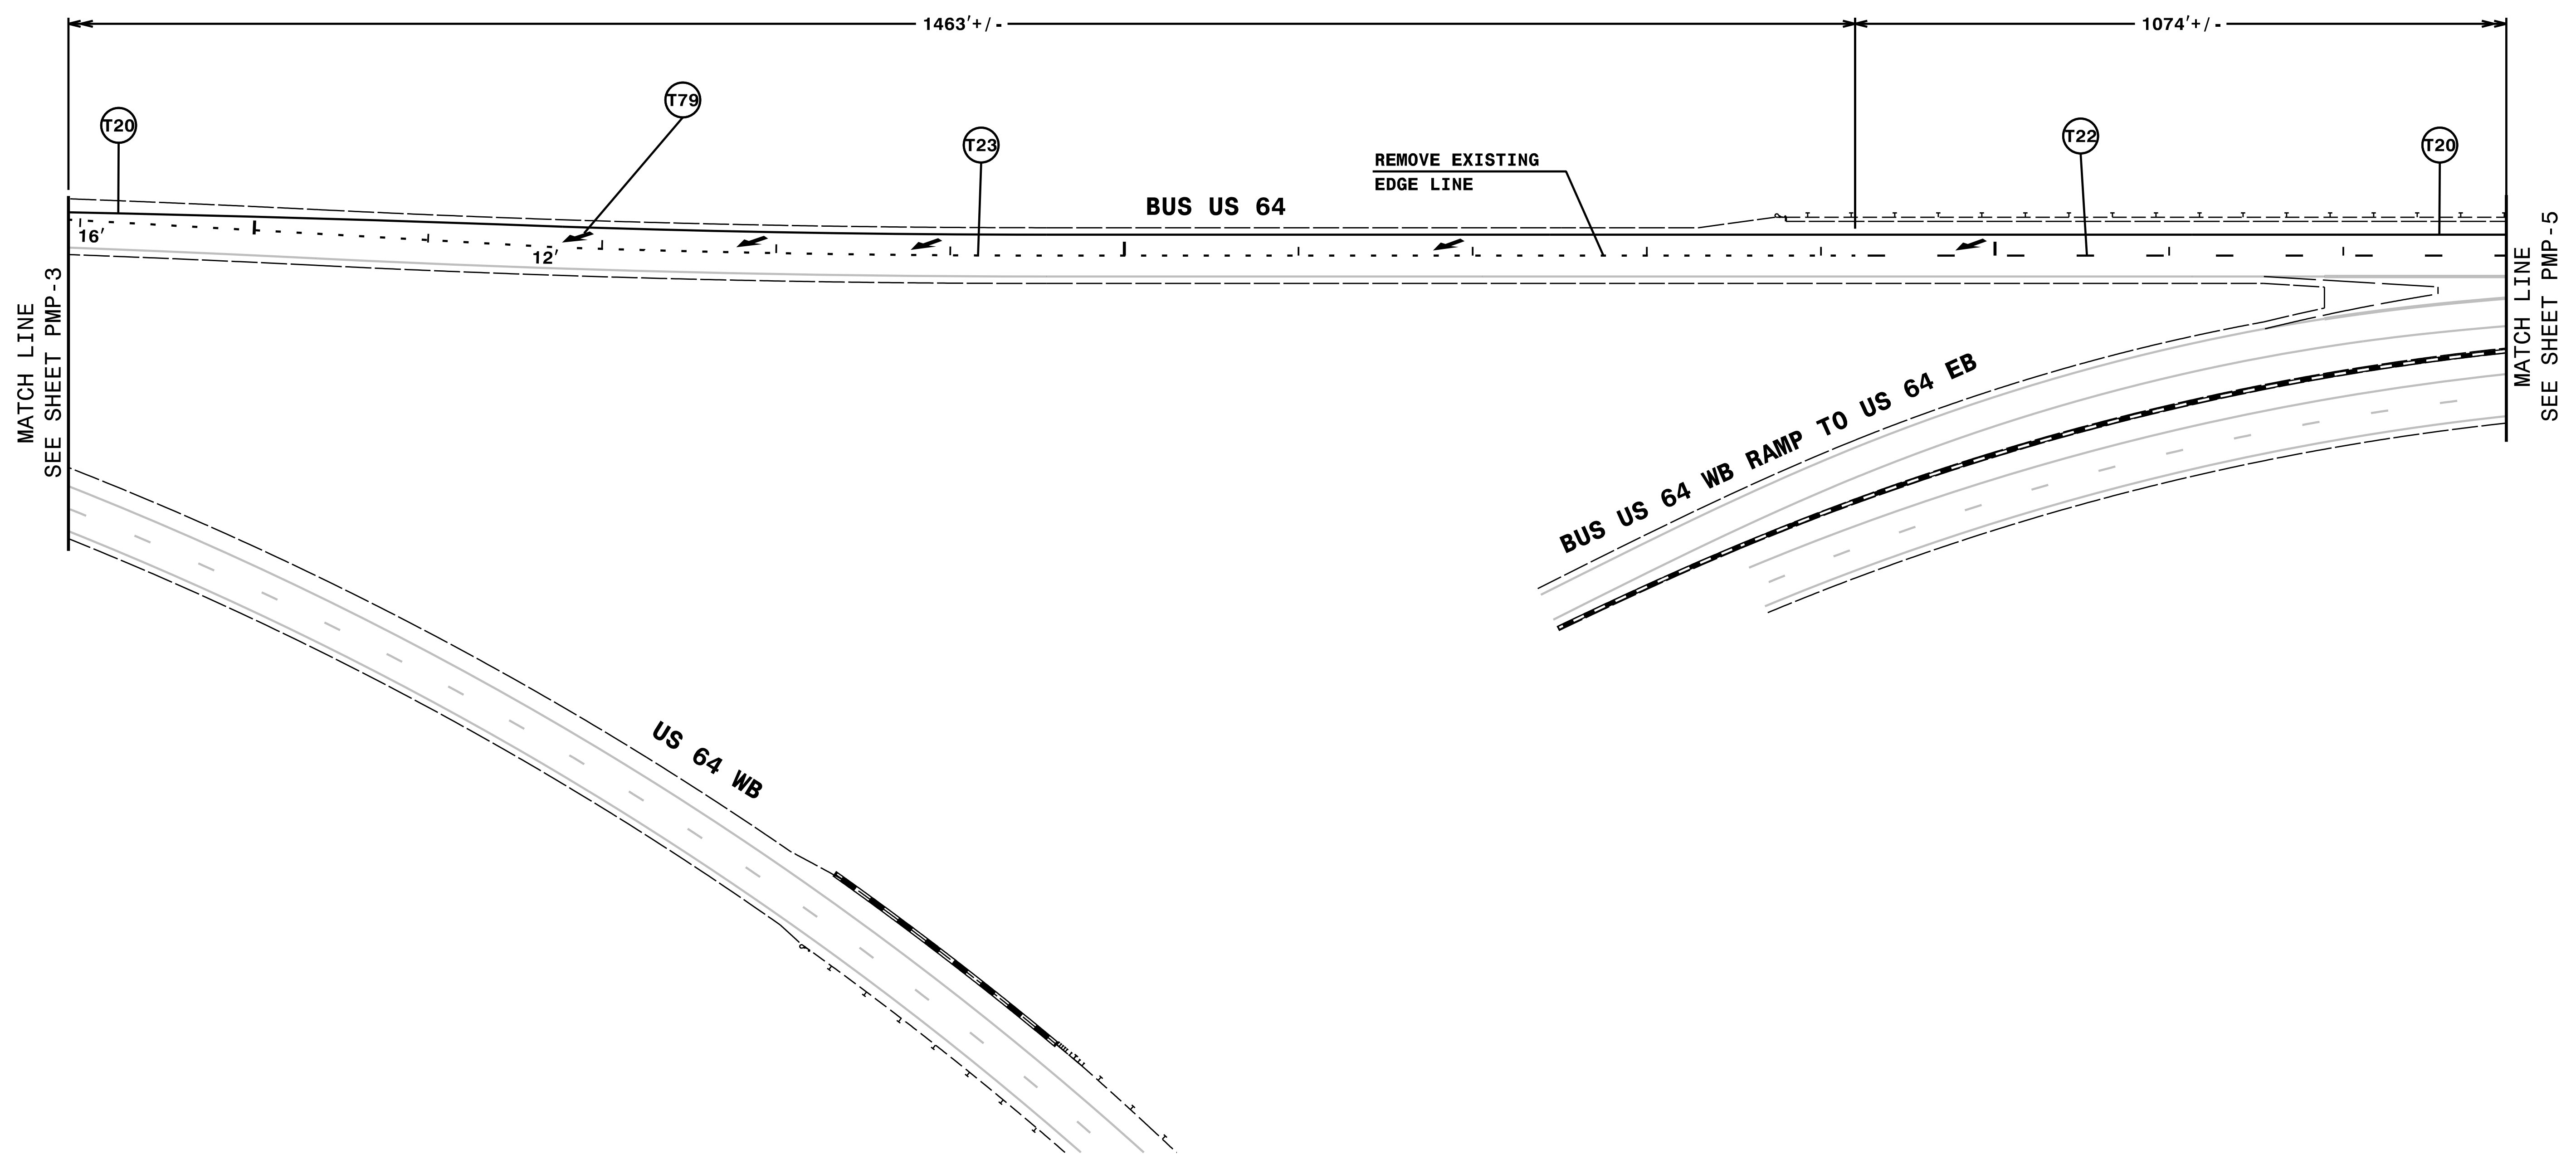 1463'+/-
1074'+/-
T20
T79
T23
REMOVE EXISTING
EDGE LINE
T22
T20
BUS US 64
16'
12'
MATCH LINE
SEE SHEET PMP-3
MATCH LINE
SEE SHEET PMP-5
BUS US 64 WB RAMP TO US 64 EB
US 64 WB